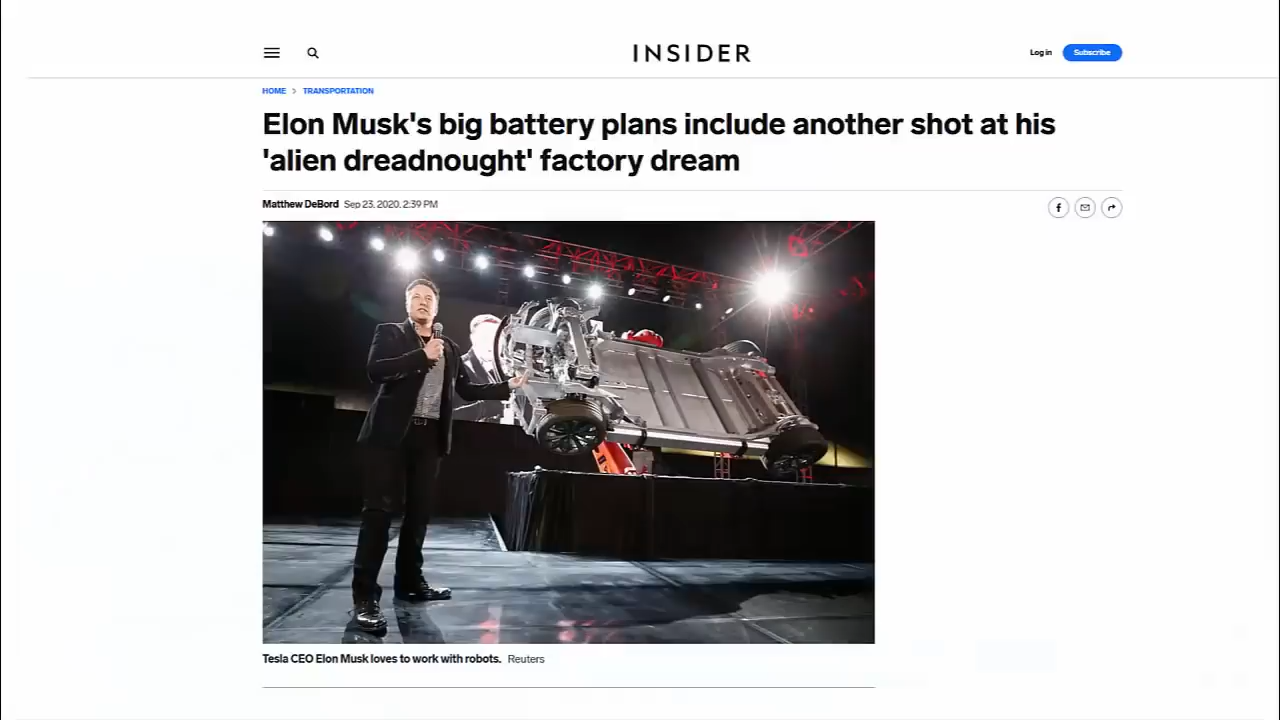 INSIDER
Log in
Subscribe
HOME > TRANSPORTATION
Elon Musk's big battery plans include another shot at his
'alien dreadnought' factory dream
Matthew DeBord Sep 23, 2020, 2:39 PM
Tesla CEO Elon Musk loves to work with robots. Reuters